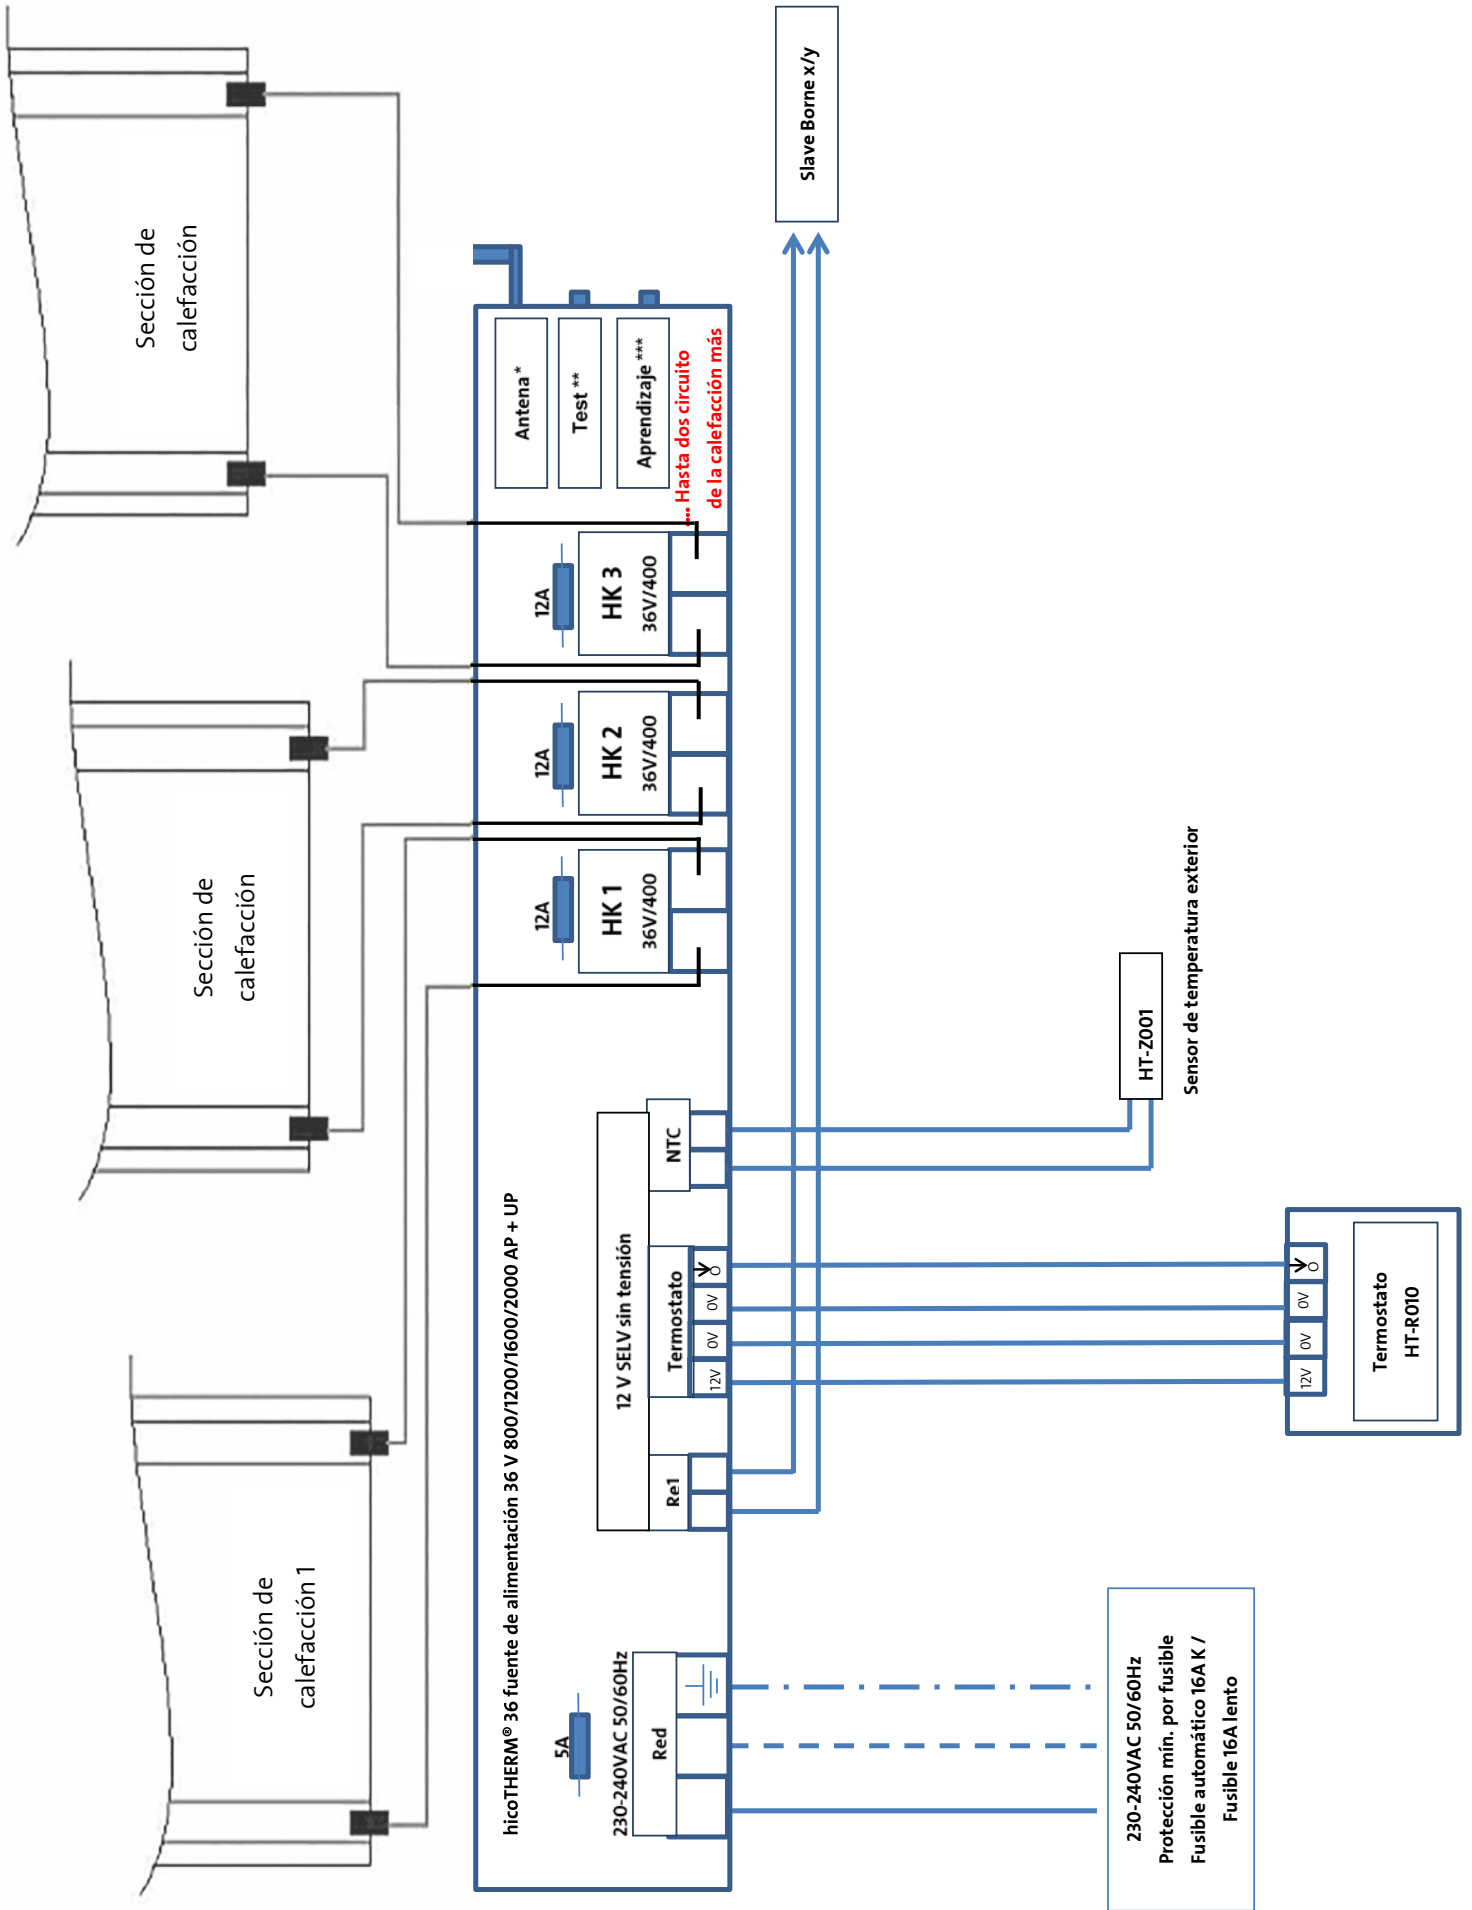 Sección de
calefacción 1
Sección de
calefacción
Sección de
calefacción
hicoTHERM® 36 fuente de alimentación 36 V 800/1200/1600/2000 AP + UP
5A
230-240VAC 50/60Hz
Red
12 V SELV sin tensión
Re1
Termostato
12V
0V
0V
O
NTC
12A
HK 1
36V/400
12A
HK 2
36V/400
12A
HK 3
36V/400
Antena *
Test **
Aprendizaje ***
... Hasta dos circuito
de la calefacción más
Slave Borne x/y
230-240VAC 50/60Hz
Protección mín. por fusible
Fusible automático 16A K /
Fusible 16A lento
12V
0V
0V
O
Termostato
HT-R010
HT-Z001
Sensor de temperatura exterior